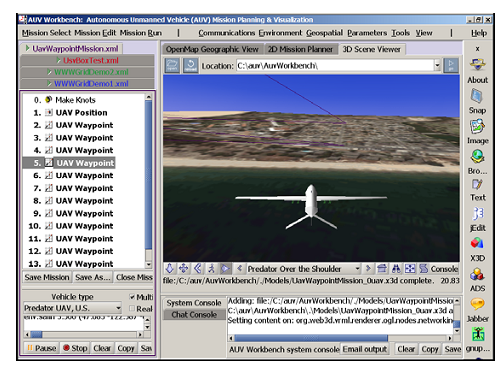 AUV Workbench: Autonomous Unmanned Vehicle (AUV) Mission Planning & Visualization
Mission Select Mission Edit Mission Run | Communications Environment Geospatial Parameters Tools View | Help
UavWaypointMission.xml
UsvBoxTest.xml
WWWGridDemo2.xml
WWWGridDemo1.xml
0. Make Knots
1. UAV Position
2. UAV Waypoint
3. UAV Waypoint
4. UAV Waypoint
5. UAV Waypoint
6. UAV Waypoint
7. UAV Waypoint
8. UAV Waypoint
9. UAV Waypoint
10. UAV Waypoint
11. UAV Waypoint
12. UAV Waypoint
13. UAV Waypoint
Save Mission Save As... Close Miss
Vehicle type Multi
Predator UAV, U.S. Real
Pause Stop Clear Copy Sav
OpenMap Geographic View 2D Mission Planner 3D Scene Viewer
Location: C:\auv\AuvWorkbench\
Predator Over the Shoulder Console
file:/C:/auv/AuvWorkbench/./Models/UavWaypointMission_0uav.x3d complete. 20.83
System Console
Chat Console
Adding: file:/C:/auv/AuvWorkbench/./Models/UavWaypointMissio
C:\auv\AuvWorkbench\./Models/UavWaypointMission_0uav.x3d a
Setting content on: org.web3d.vrml.renderer.ogl.nodes.networking
AUV Workbench system console Email output Clear Copy Save
x
About
Snap
Image
Bro...
Text
jEdit
X3D
ADS
Jabber
gnup...